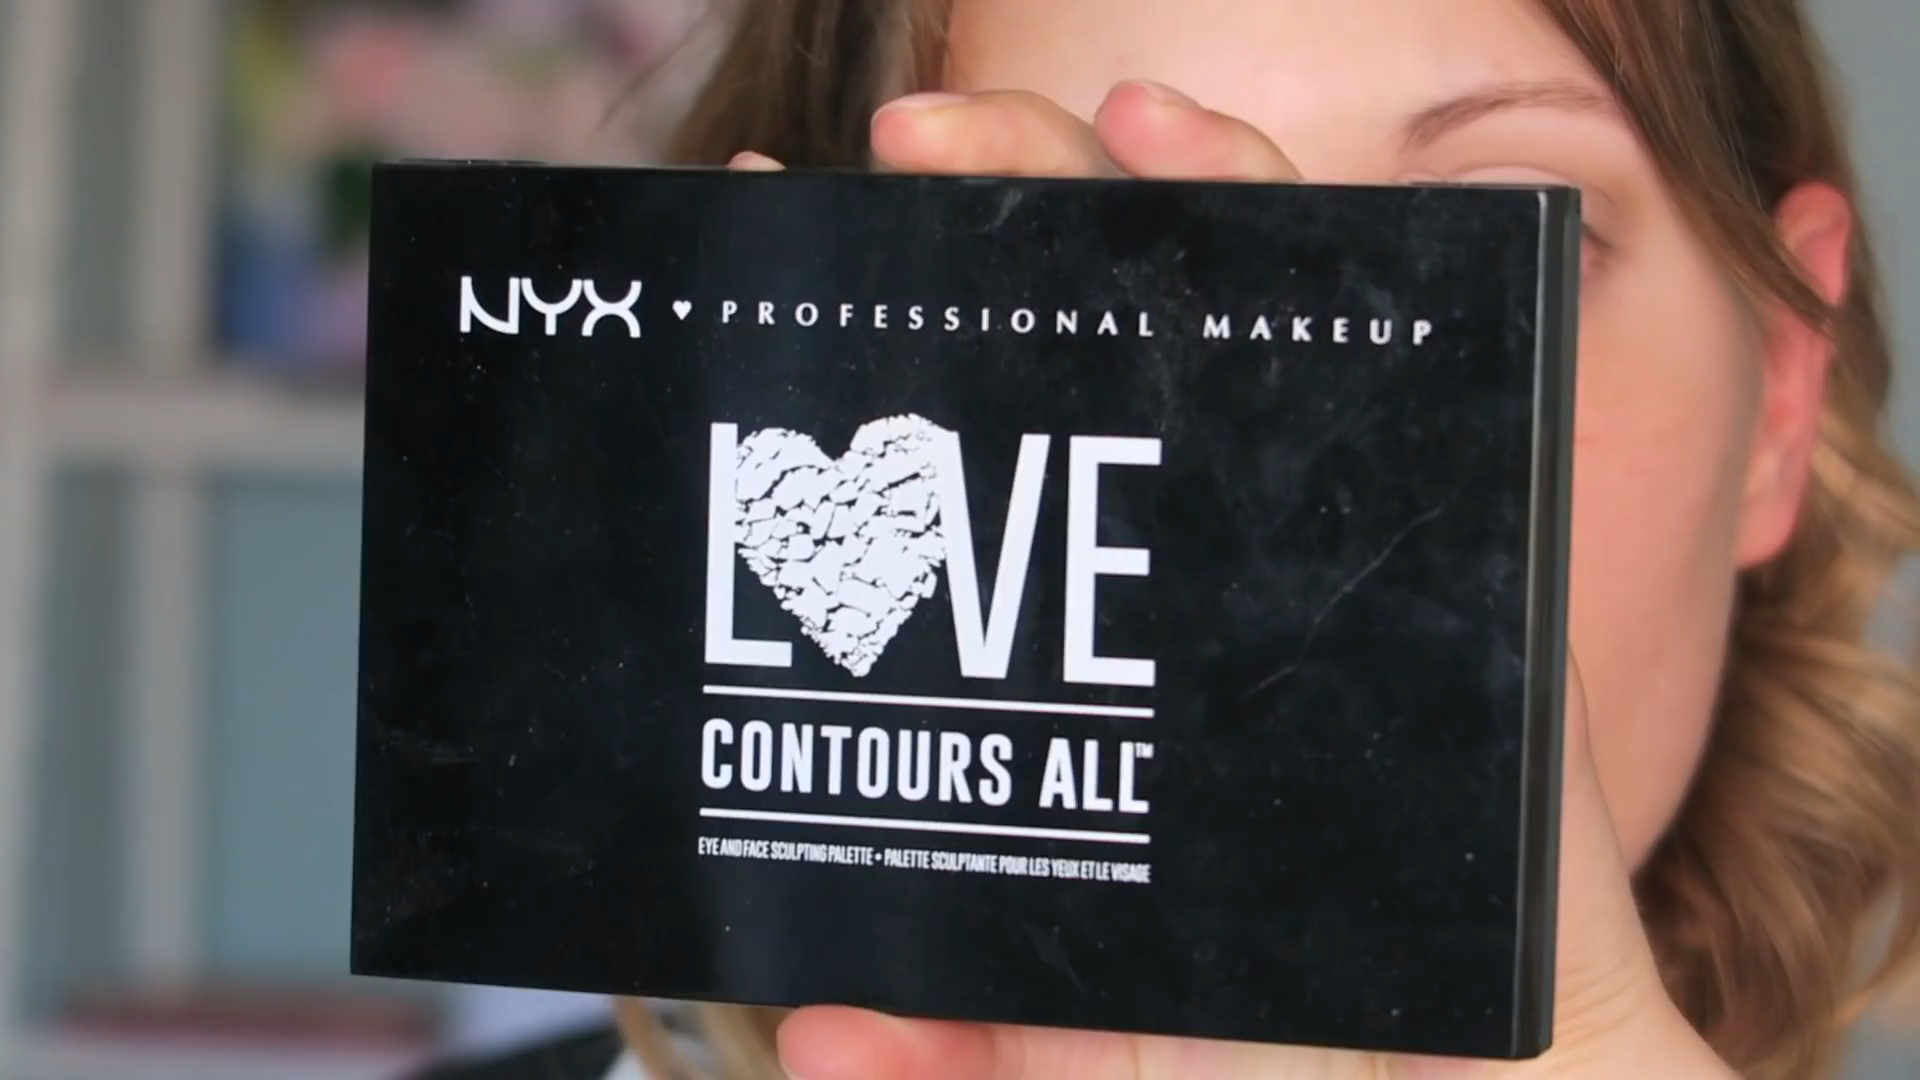 NYX ♥ PROFESSIONAL MAKEUP
LOVE
CONTOURS ALL™
EYE AND FACE SCULPTING PALETTE • PALETTE SCULPTANTE POUR LES YEUX ET LE VISAGE